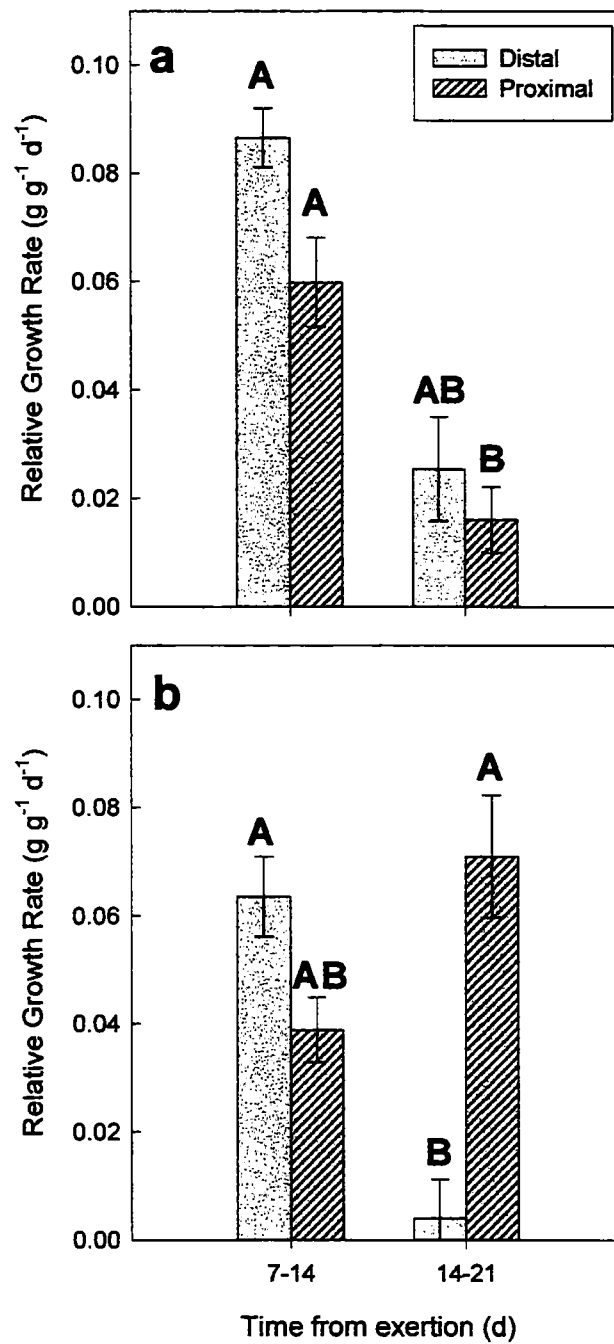 a
Distal
Proximal
Relative Growth Rate (g g⁻¹ d⁻¹)
0.10
0.08
0.06
0.04
0.02
0.00
A
A
AB
B
b
Relative Growth Rate (g g⁻¹ d⁻¹)
0.10
0.08
0.06
0.04
0.02
0.00
A
AB
B
A
7-14
14-21
Time from exertion (d)